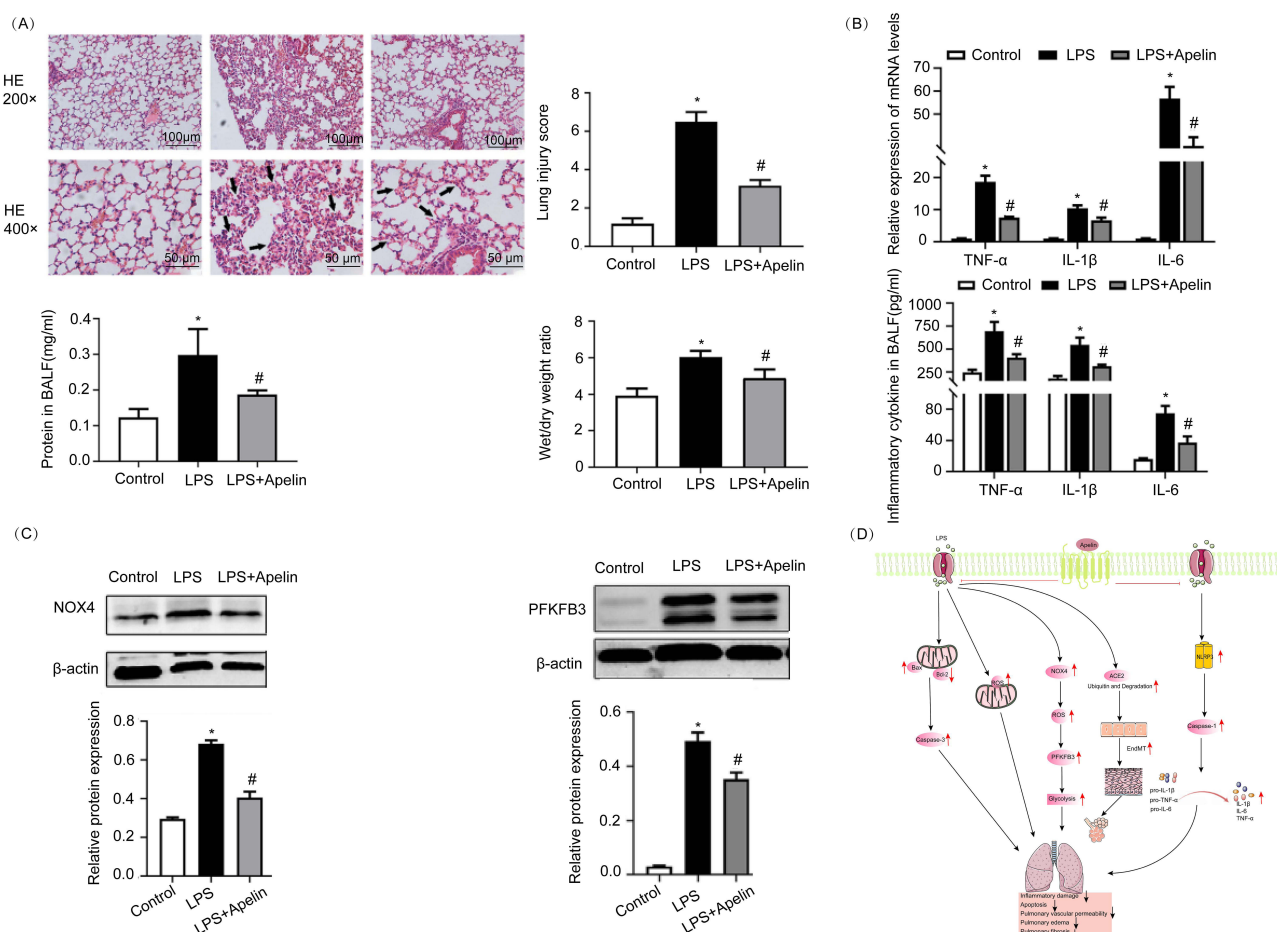 (A)
HE
200×
100μm
100μm
100μm
HE
400×
50 μm
50 μm
50 μm
Lung injury score
8
6
4
2
0
*
#
Control
LPS
LPS+Apelin
Protein in BALF(mg/ml)
0.4
0.3
0.2
0.1
0.0
*
#
Control
LPS
LPS+Apelin
Wet/dry weight ratio
8
6
4
2
0
*
#
Control
LPS
LPS+Apelin
(B)
Relative expression of mRNA levels
Control
LPS
LPS+Apelin
70
60
50
20
10
0
*
#
*
#
*
#
TNF-α
IL-1β
IL-6
Inflammatory cytokine in BALF(pg/ml)
Control
LPS
LPS+Apelin
1000
750
500
250
80
40
0
*
#
*
#
*
#
TNF-α
IL-1β
IL-6
(C)
Control LPS LPS+Apelin
NOX4
β-actin
Relative protein expression
0.8
0.6
0.4
0.2
0.0
*
#
Control
LPS
LPS+Apelin
Control LPS LPS+Apelin
PFKFB3
β-actin
Relative protein expression
0.6
0.4
0.2
0.0
*
#
Control
LPS
LPS+Apelin
(D)
LPS
Apelin
Bax
Bcl-2
Caspase-3
ROS
NOX4
ROS
PFKFB3
Glycolysis
ACE2
Ubiquitin and Degradation
EndMT
NLRP3
Caspase-1
pro-IL-1β
pro-TNF-α
pro-IL-6
IL-1β
IL-6
TNF-α
Inflammatory damage
Apoptosis
Pulmonary vascular permeability
Pulmonary edema
Pulmonary fibrosis